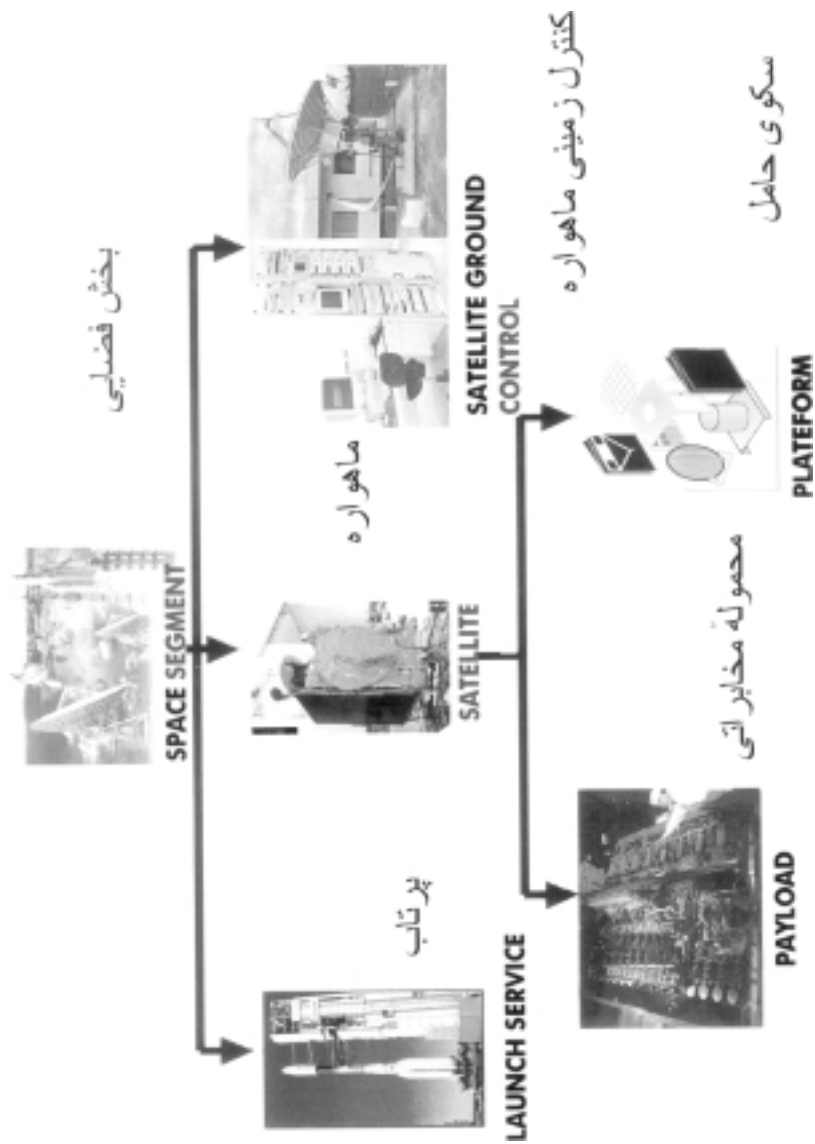 بخش فضایی
SPACE SEGMENT
پرتاب
LAUNCH SERVICE
ماهواره
SATELLITE
کنترل زمینی ماهواره
SATELLITE GROUND
CONTROL
محمولهٔ مخابراتی
PAYLOAD
سکوی حامل
PLATEFORM